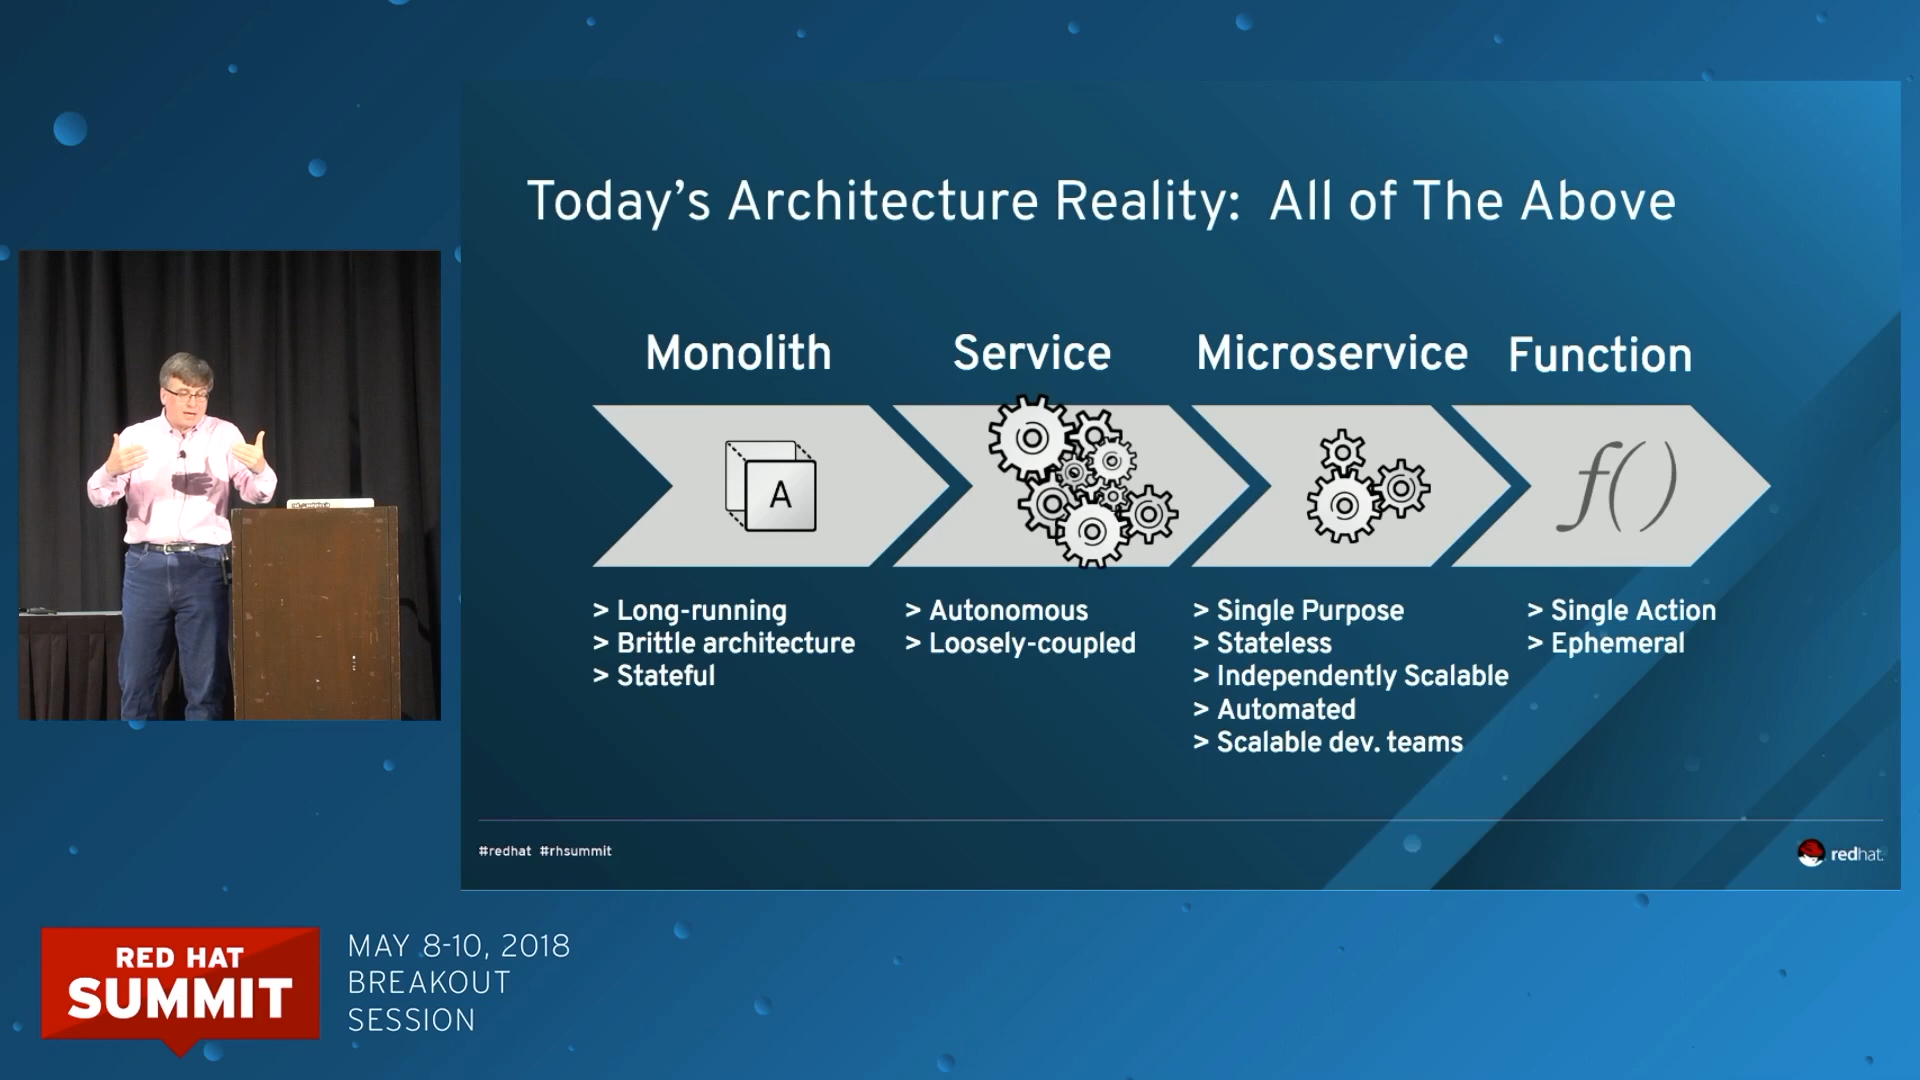 Today's Architecture Reality:  All of The Above
Monolith
Service
Microservice
Function
A
f()
> Long-running
> Brittle architecture
> Stateful
> Autonomous
> Loosely-coupled
> Single Purpose
> Stateless
> Independently Scalable
> Automated
> Scalable dev. teams
> Single Action
> Ephemeral
#redhat #rhsummit
redhat.
RED HAT
SUMMIT
MAY 8-10, 2018
BREAKOUT
SESSION